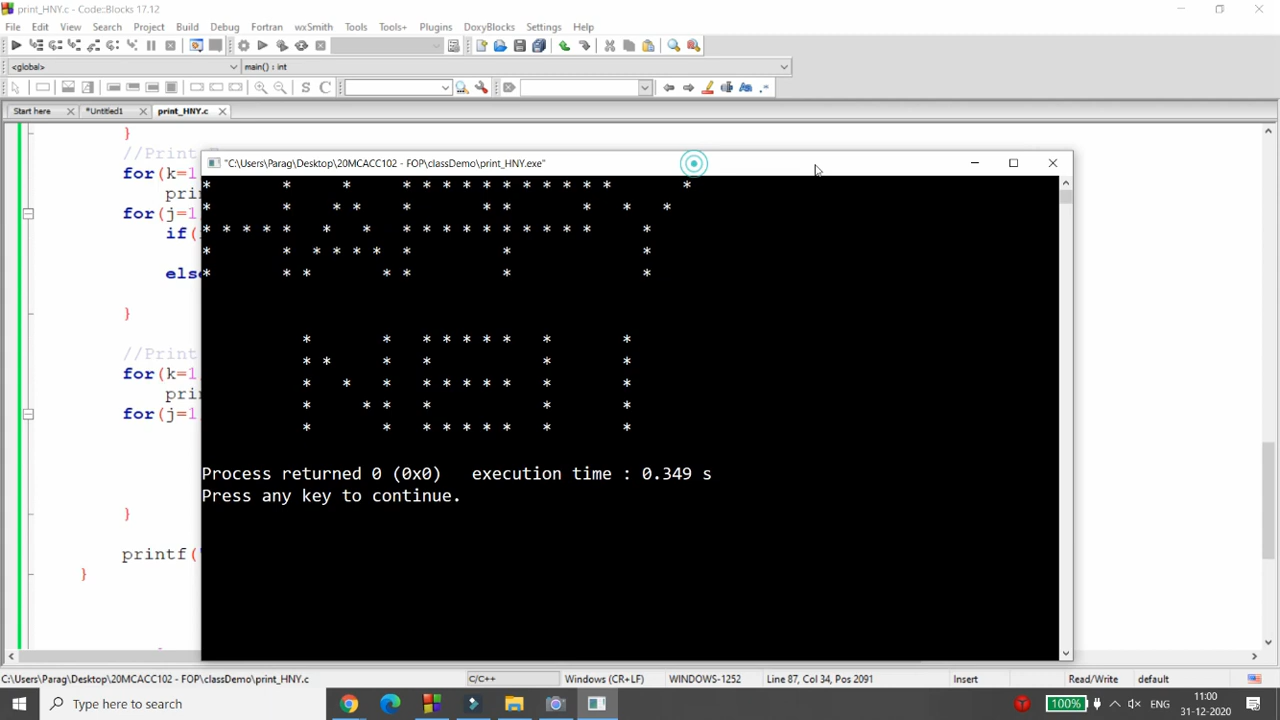 print_HNY.c - Code::Blocks 17.12
File Edit View Search Project Build Debug Fortran wxSmith Tools Tools+ Plugins DoxyBlocks Settings Help
<global> main() : int
S C
Start here *Untitled1 print_HNY.c
}
//Print
"C:\Users\Parag\Desktop\20MCACC102 - FOP\classDemo\print_HNY.exe"
for(k=1
for(j=1
if(
else
* * * * * * * * * * * * * * *
* * * * * * * * * * *
* * * * * * * * * * * * * * * * * *
* * * * * * * * *
* * * * * * *
}
//Print
for(k=1
for(j=1
* * * * * * * * *
* * * * * *
* * * * * * * * * *
* * * * * *
* * * * * * * * *
Process returned 0 (0x0) execution time : 0.349 s
Press any key to continue.
}
printf(
}
C:\Users\Parag\Desktop\20MCACC102 - FOP\classDemo\print_HNY.c C/C++ Windows (CR+LF) WINDOWS-1252 Line 87, Col 34, Pos 2091 Insert Read/Write default
Type here to search 100% 11:00
31-12-2020